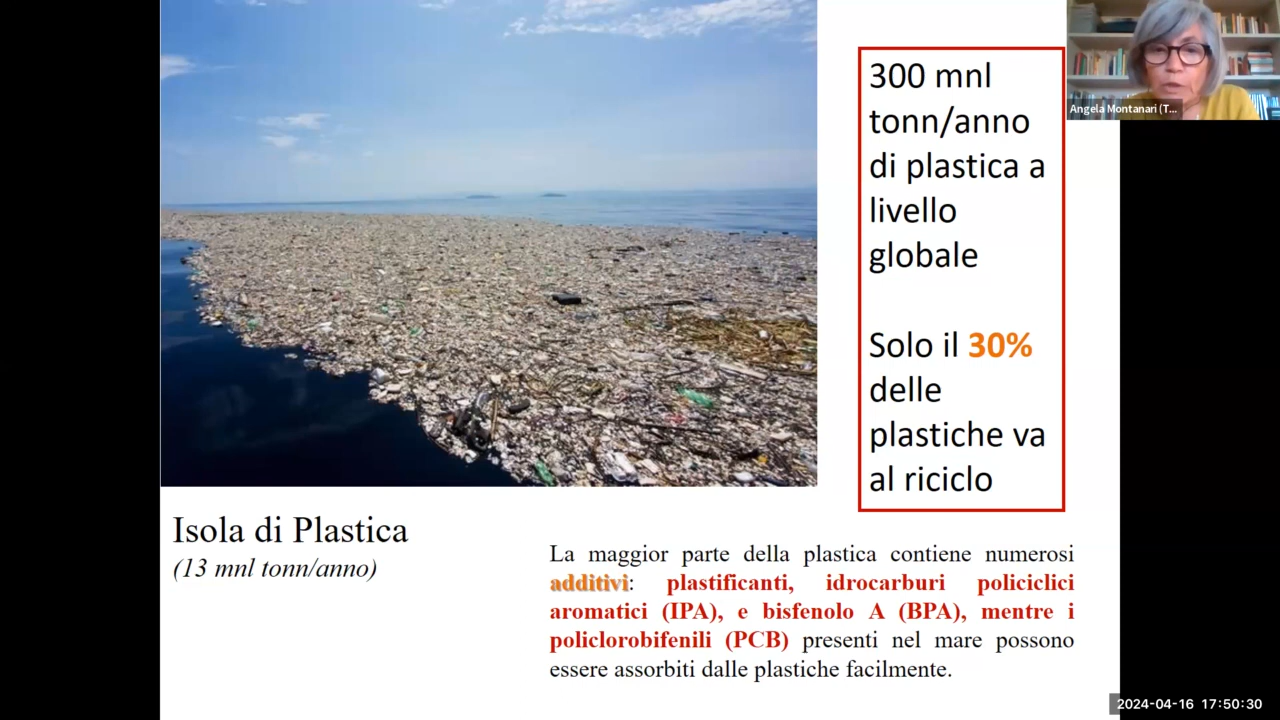 300 mnl
tonn/anno
di plastica a
livello
globale
Solo il 30%
delle
plastiche va
al riciclo
Angela Montanari (T...
Isola di Plastica
(13 mnl tonn/anno)
La maggior parte della plastica contiene numerosi
additivi: plastificanti, idrocarburi policiclici
aromatici (IPA), e bisfenolo A (BPA), mentre i
policlorobifenili (PCB) presenti nel mare possono
essere assorbiti dalle plastiche facilmente.
2024-04-16 17:50:30